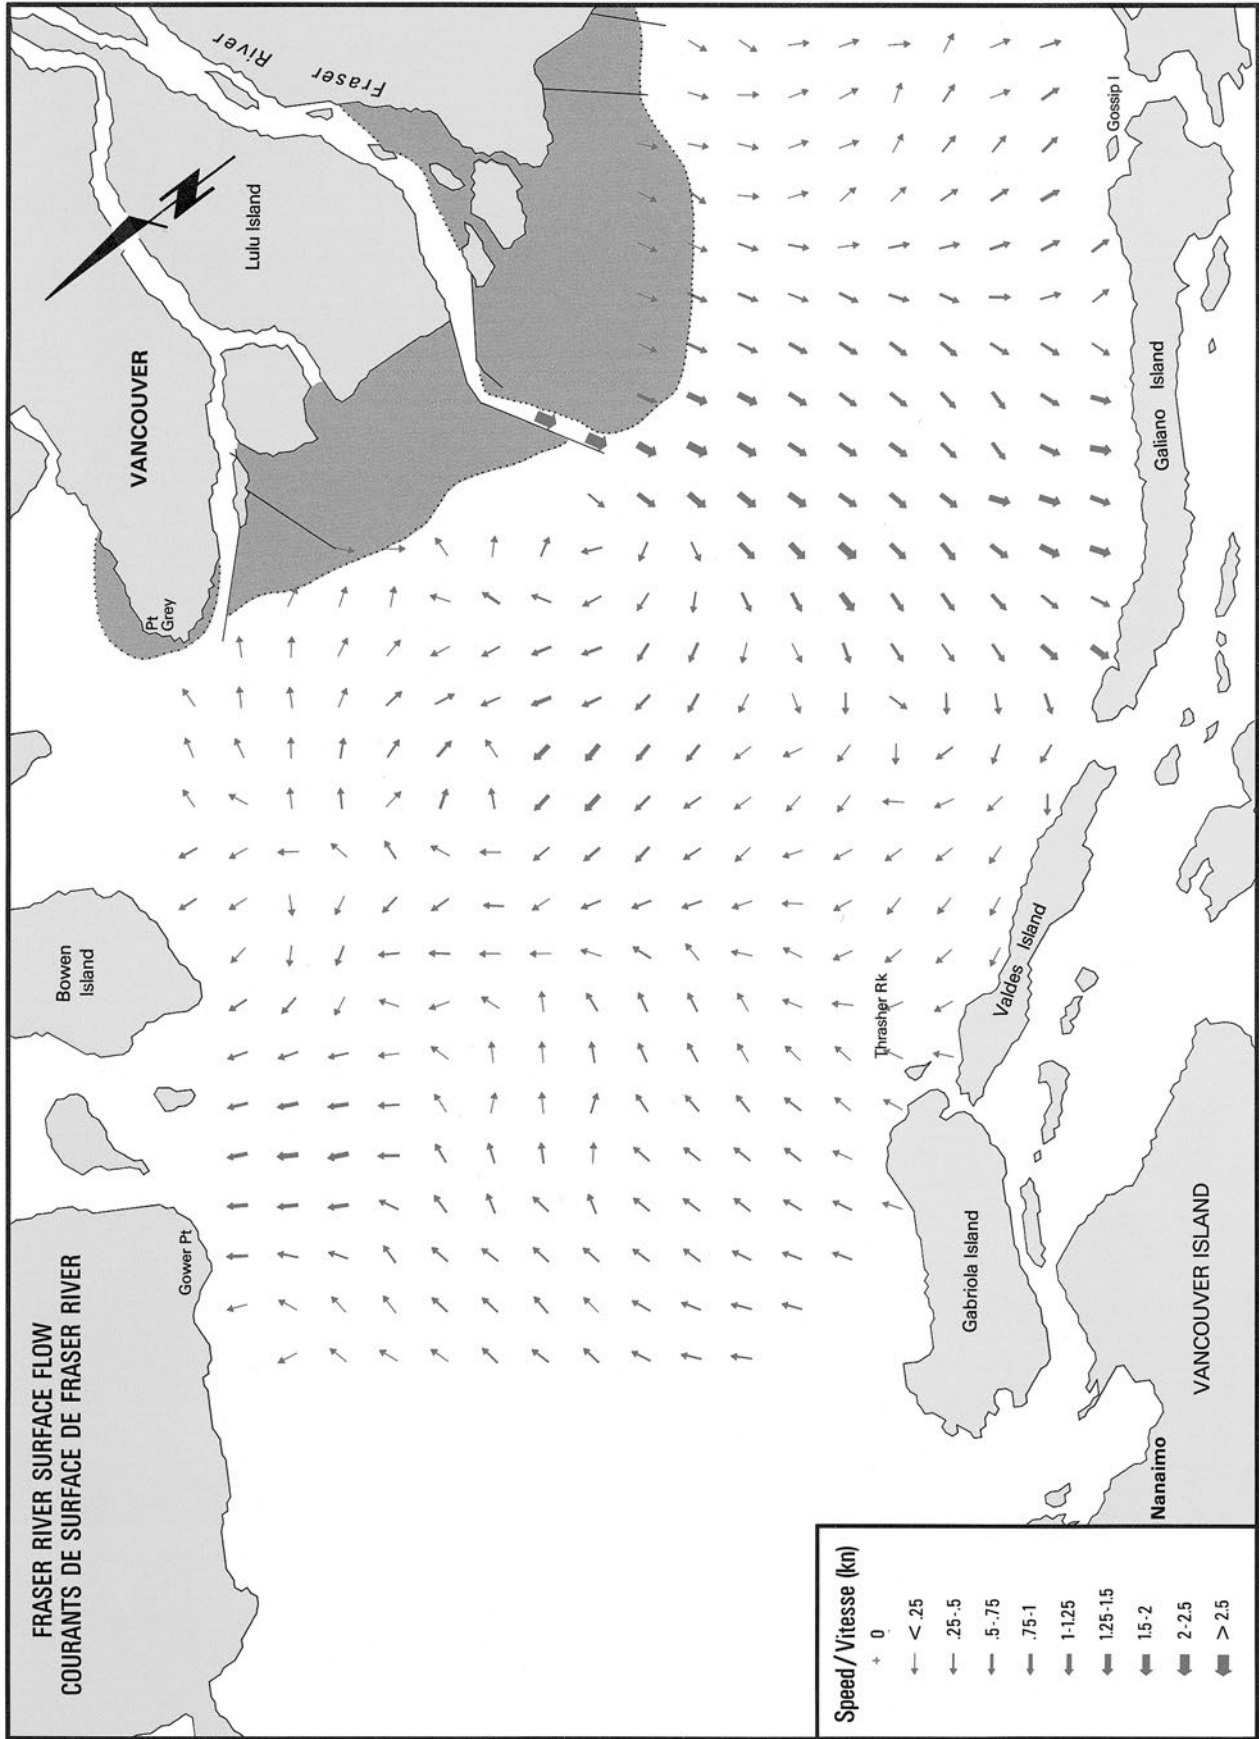 FRASER RIVER SURFACE FLOW
COURANTS DE SURFACE DE FRASER RIVER
Gower Pt
Bowen
Island
Pt
Grey
VANCOUVER
Lulu Island
Fraser
River
N
Thrasher Rk
Gossip I
Galiano Island
Valdes Island
Gabriola Island
VANCOUVER ISLAND
Nanaimo
Speed/Vitesse (kn)
+ 0
< .25
.25-.5
.5-.75
.75-1
1-1.25
1.25-1.5
1.5-2
2-2.5
> 2.5